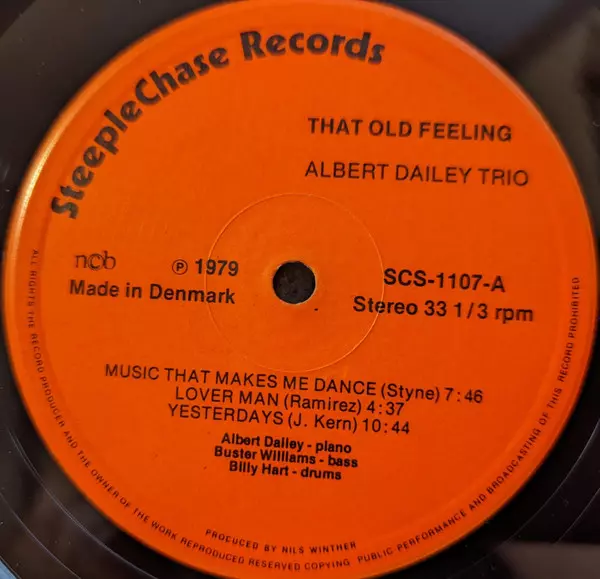 SteepleChase Records
THAT OLD FEELING
ALBERT DAILEY TRIO
ncb
℗ 1979
Made in Denmark
SCS-1107-A
Stereo 33 1/3 rpm
MUSIC THAT MAKES ME DANCE (Styne) 7:46
LOVER MAN (Ramirez) 4:37
YESTERDAYS (J. Kern) 10:44
Albert Dailey - piano
Buster Williams - bass
Billy Hart - drums
PRODUCED BY NILS WINTHER
ALL RIGHTS THE RECORD PRODUCER AND THE OWNER OF THE WORK REPRODUCED RESERVED COPYING PUBLIC PERFORMANCE AND BROADCASTING OF THIS RECORD PROHIBITED